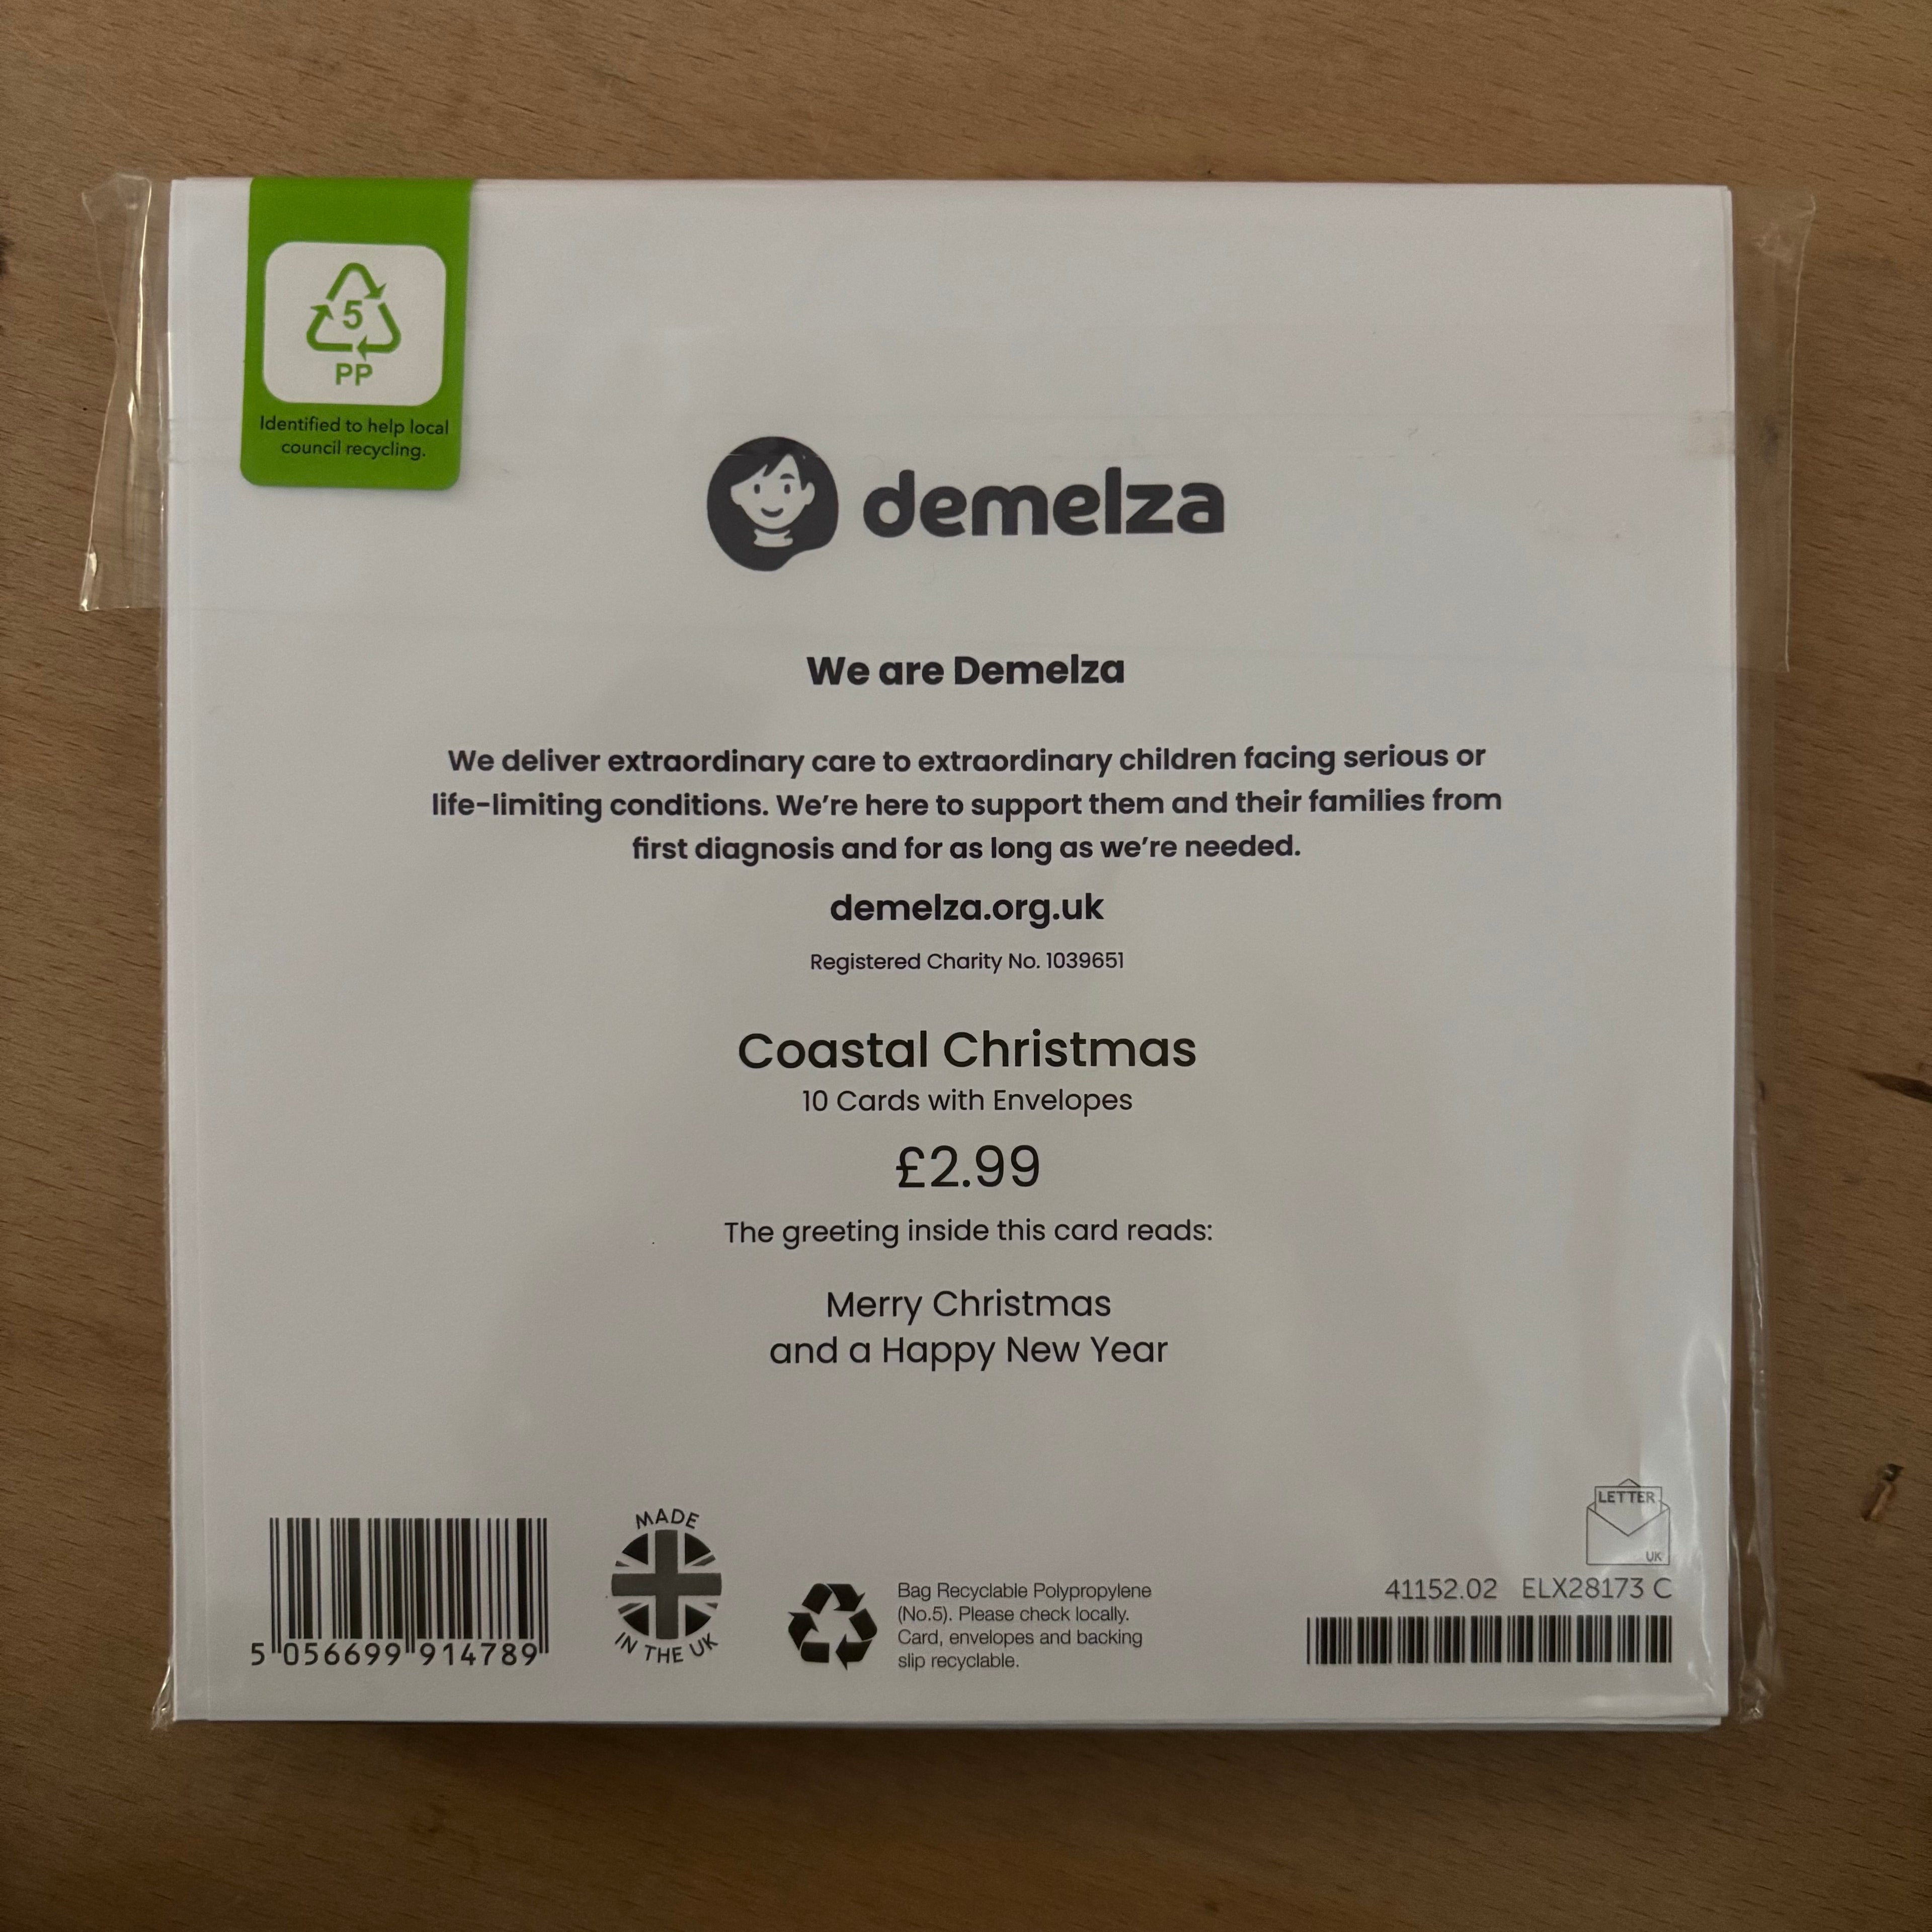 5
PP
Identified to help local
council recycling.
demelza
We are Demelza
We deliver extraordinary care to extraordinary children facing serious or
life-limiting conditions. We’re here to support them and their families from
first diagnosis and for as long as we’re needed.
demelza.org.uk
Registered Charity No. 1039651
Coastal Christmas
10 Cards with Envelopes
£2.99
The greeting inside this card reads:
Merry Christmas
and a Happy New Year
5 056699 914789
MADE
IN THE UK
Bag Recyclable Polypropylene
(No.5). Please check locally.
Card, envelopes and backing
slip recyclable.
LETTER
UK
41152.02 ELX28173 C